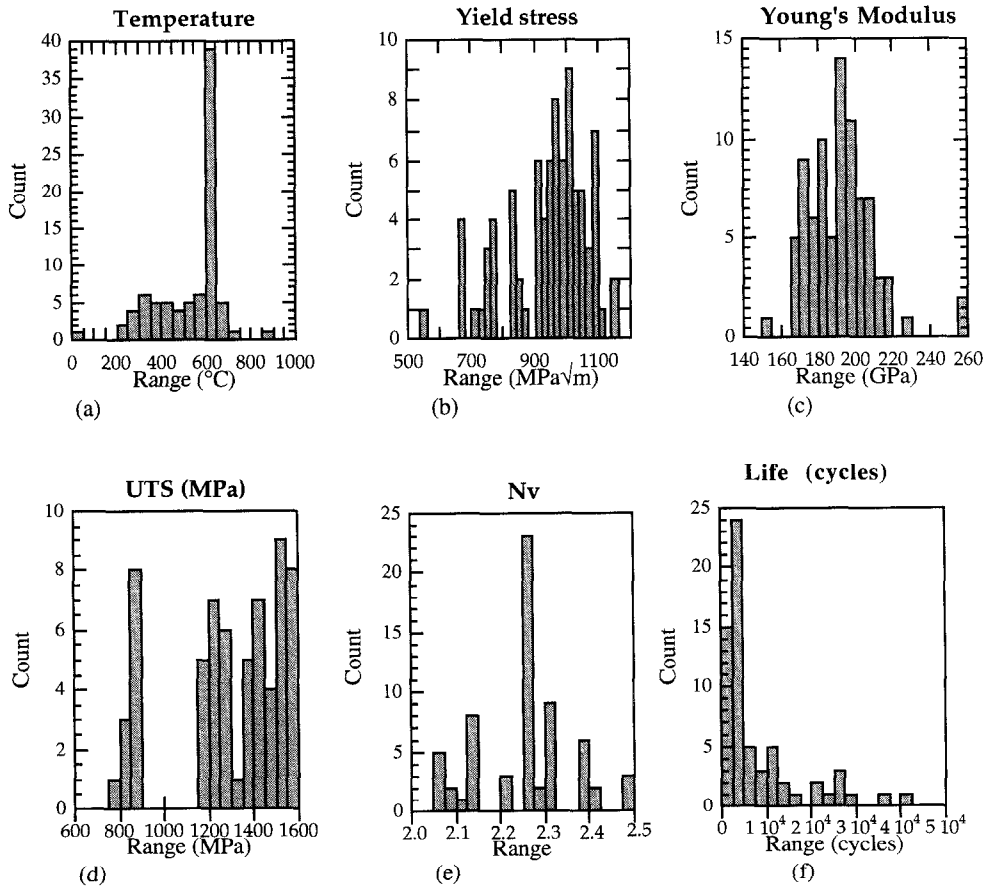 Temperature
40
35
30
25
20
15
10
5
0
Count
0 200 400 600 800 1000
Range (°C)
(a)
Yield stress
10
8
6
4
2
0
Count
500 700 900 1100
Range (MPa√m)
(b)
Young's Modulus
15
10
5
0
Count
140 160 180 200 220 240 260
Range (GPa)
(c)
UTS (MPa)
10
8
6
4
2
0
Count
600 800 1000 1200 1400 1600
Range (MPa)
(d)
Nv
25
20
15
10
5
0
Count
2.0 2.1 2.2 2.3 2.4 2.5
Range
(e)
Life (cycles)
25
20
15
10
5
0
Count
0 1 10⁴ 2 10⁴ 3 10⁴ 4 10⁴ 5 10⁴
Range (cycles)
(f)